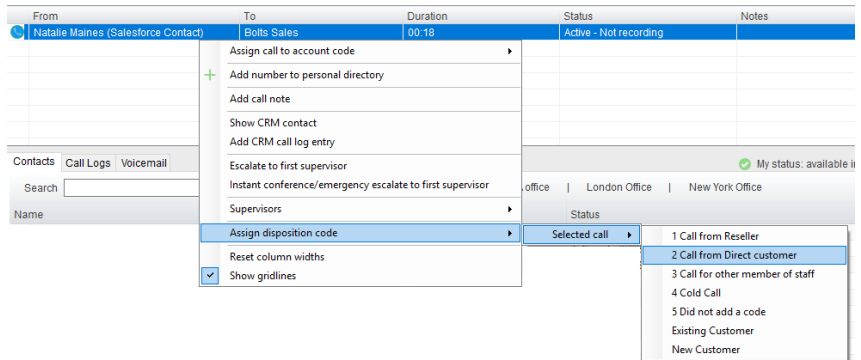 From To Duration Status Notes
Natalie Maines (Salesforce Contact) Bolts Sales 00:18 Active - Not recording
Assign call to account code
Add number to personal directory
Add call note
Show CRM contact
Add CRM call log entry
Contacts Call Logs Voicemail
My status: available
Escalate to first supervisor
Search
Instant conference/emergency escalate to first supervisor
office | London Office | New York Office
Supervisors
Name Status
Assign disposition code
Selected call
1 Call from Reseller
2 Call from Direct customer
3 Call for other member of staff
4 Cold Call
5 Did not add a code
Existing Customer
New Customer
Reset column widths
Show gridlines